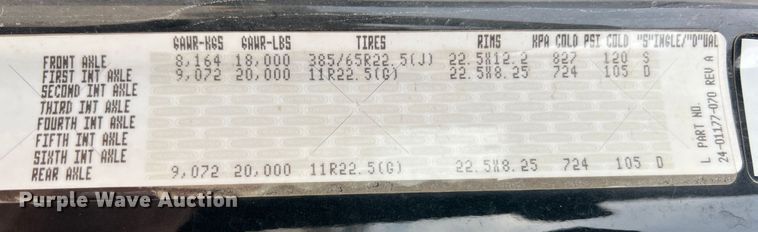 GAWR-KGS GAWR-LBS TIRES RIMS KPA COLD PSI COLD "S"INGLE/"D"UAL
FRONT AXLE 8,164 18,000 385/65R22.5(J) 22.5X12.2 827 120 S
FIRST INT AXLE 9,072 20,000 11R22.5(G) 22.5X8.25 724 105 D
SECOND INT AXLE
THIRD INT AXLE
FOURTH INT AXLE
FIFTH INT AXLE
SIXTH INT AXLE
REAR AXLE 9,072 20,000 11R22.5(G) 22.5X8.25 724 105 D
L PART NO.
24-01177-070 REV A
Purple Wave Auction